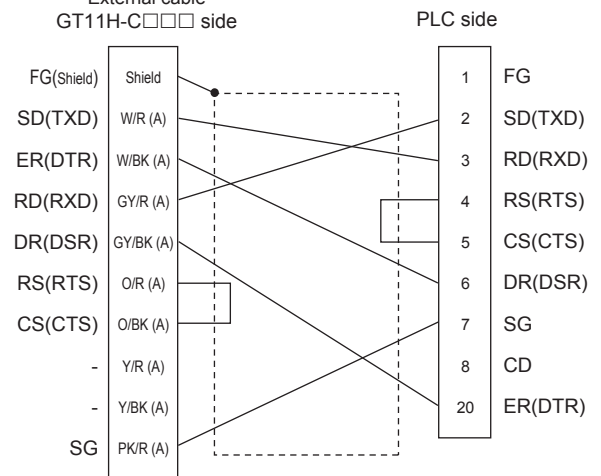 External cable
GT11H-C□□□ side
PLC side
FG(Shield) Shield 1 FG
SD(TXD) W/R (A) 2 SD(TXD)
ER(DTR) W/BK (A) 3 RD(RXD)
RD(RXD) GY/R (A) 4 RS(RTS)
DR(DSR) GY/BK (A) 5 CS(CTS)
RS(RTS) O/R (A) 6 DR(DSR)
CS(CTS) O/BK (A) 7 SG
- Y/R (A) 8 CD
- Y/BK (A) 20 ER(DTR)
SG PK/R (A)